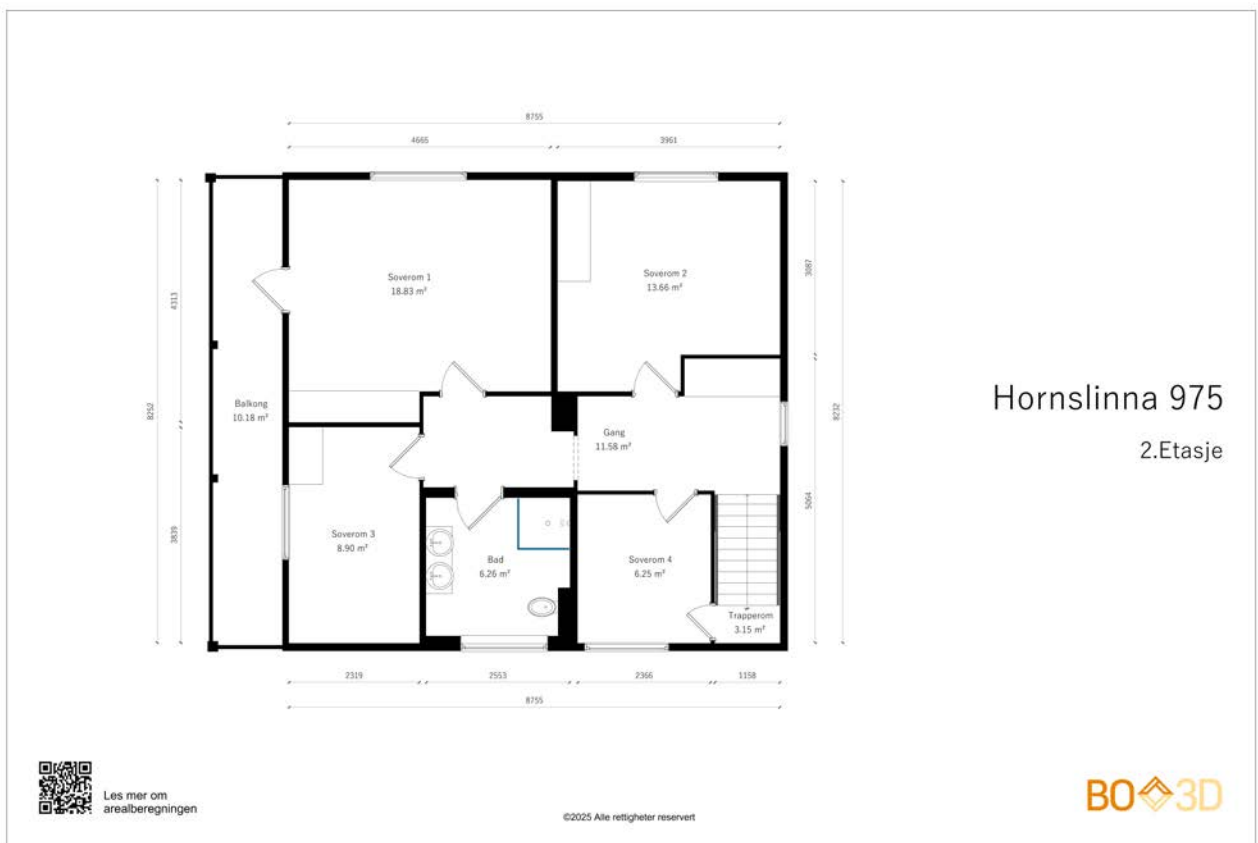 8755
4665
3961
Soverom 1
18.83 m²
Soverom 2
13.66 m²
3087
4313
8252
Balkong
10.18 m²
8232
Hornslinna 975
2.Etasje
Gang
11.58 m²
5064
3839
Soverom 3
8.90 m²
Bad
6.26 m²
Soverom 4
6.25 m²
Trapperom
3.15 m²
2319
2553
2366
1158
8755
Les mer om
arealberegningen
©2025 Alle rettigheter reservert
BO 3D